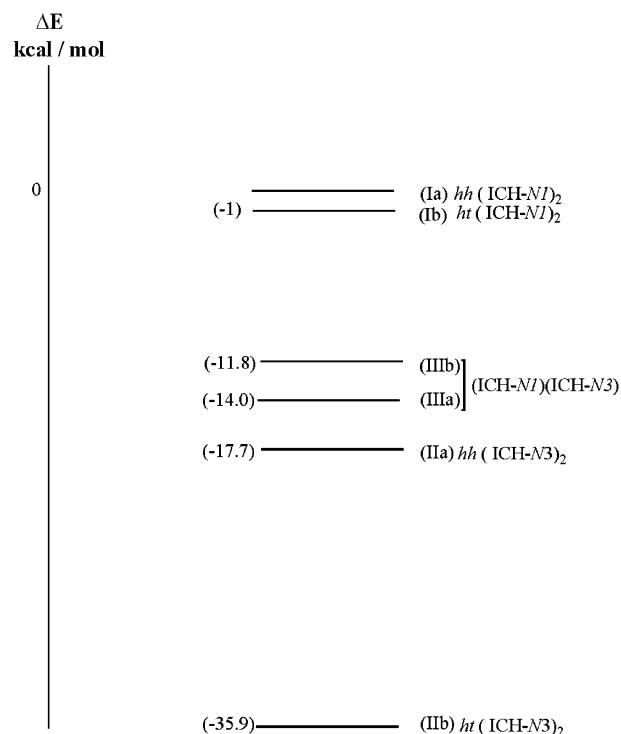 ΔE
kcal / mol
0
(Ia) hh ( ICH-N1)₂
(-1)
(Ib) ht ( ICH-N1)₂
(-11.8)
(IIIb)
(ICH-N1)(ICH-N3)
(-14.0)
(IIIa)
(-17.7)
(IIa) hh ( ICH-N3)₂
(-35.9)
(IIb) ht ( ICH-N3)₂